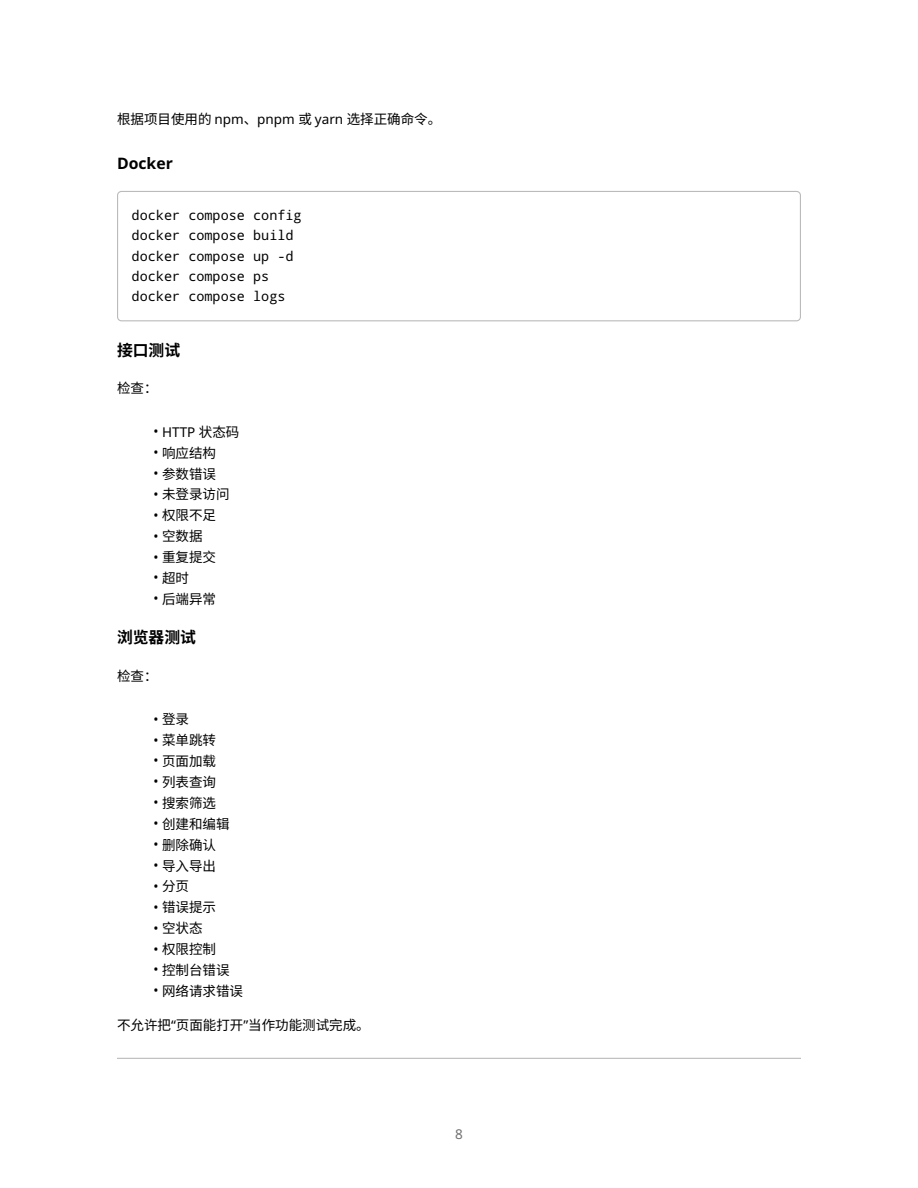 根据项目使用的 npm、pnpm 或 yarn 选择正确命令。
Docker
docker compose config
docker compose build
docker compose up -d
docker compose ps
docker compose logs
接口测试
检查：
• HTTP 状态码
• 响应结构
• 参数错误
• 未登录访问
• 权限不足
• 空数据
• 重复提交
• 超时
• 后端异常
浏览器测试
检查：
• 登录
• 菜单跳转
• 页面加载
• 列表查询
• 搜索筛选
• 创建和编辑
• 删除确认
• 导入导出
• 分页
• 错误提示
• 空状态
• 权限控制
• 控制台错误
• 网络请求错误
不允许把“页面能打开”当作功能测试完成。
8